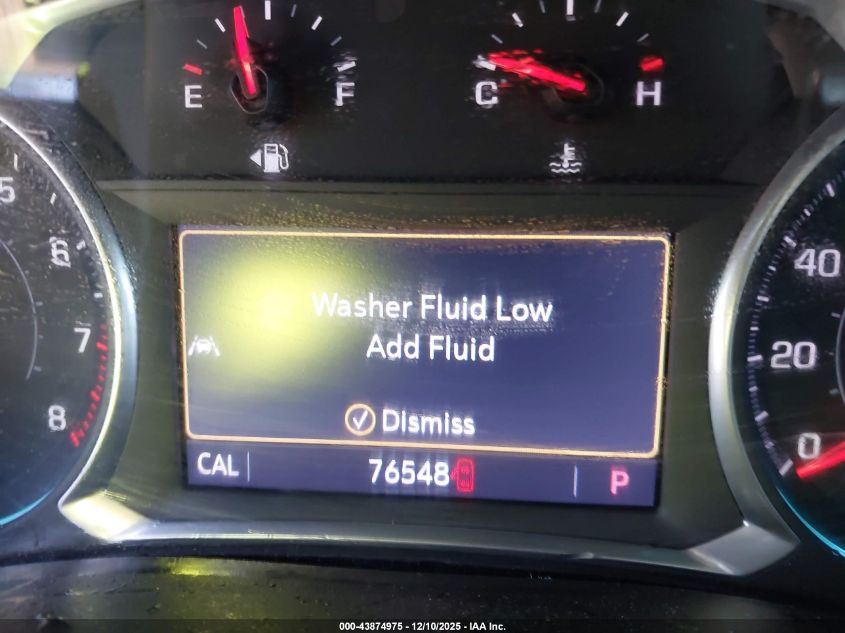 E F
C H
5
6
7
8
Washer Fluid Low
Add Fluid
Dismiss
CAL 76548 P
40
20
0
000-43874975 - 12/10/2025 - IAA Inc.